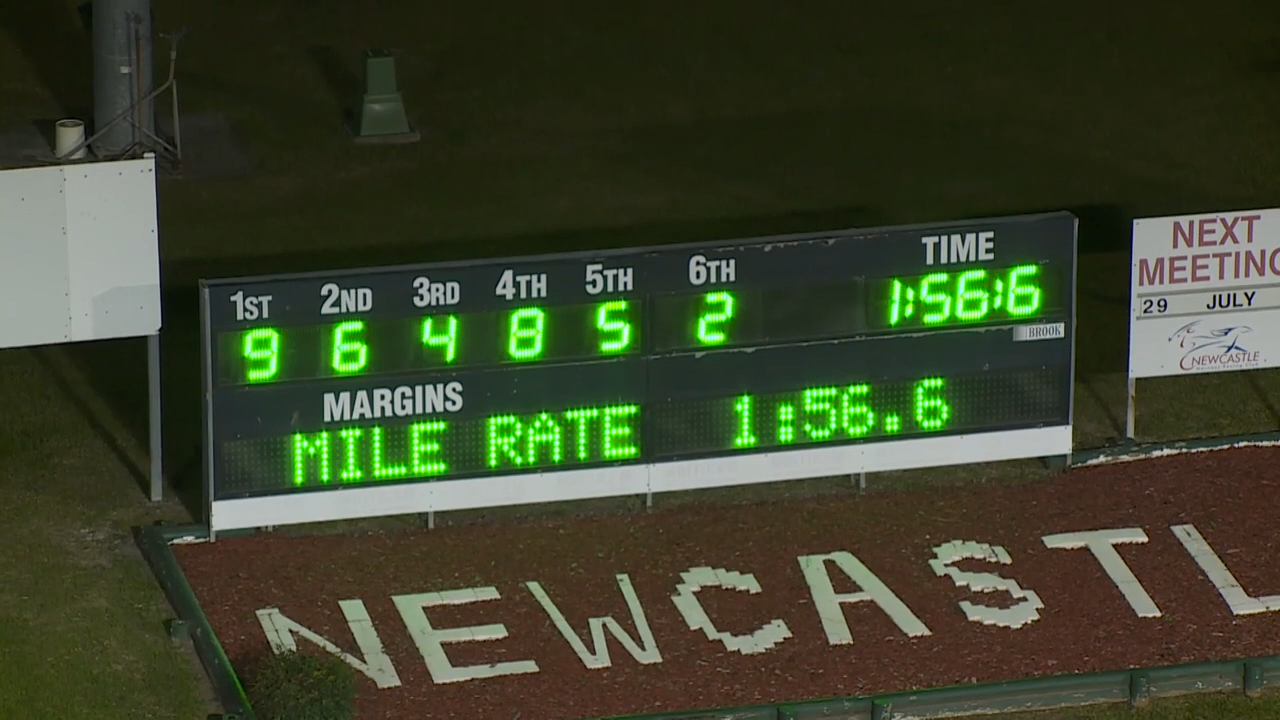 1ST 2ND 3RD 4TH 5TH 6TH TIME
9 6 4 8 5 2 1:56:6
BROOK
MARGINS
MILE RATE 1:56.6
NEXT
MEETING
29 JULY
NEWCASTLE
NEWCASTL